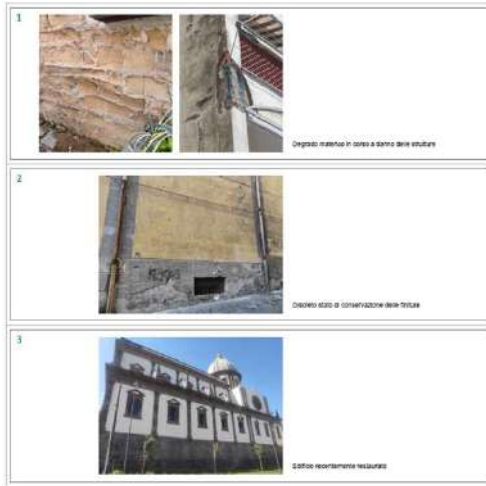 1
Degrado materico in corso a danno delle strutture
2
Discreto stato di conservazione delle finiture
3
Edificio recentemente restaurato